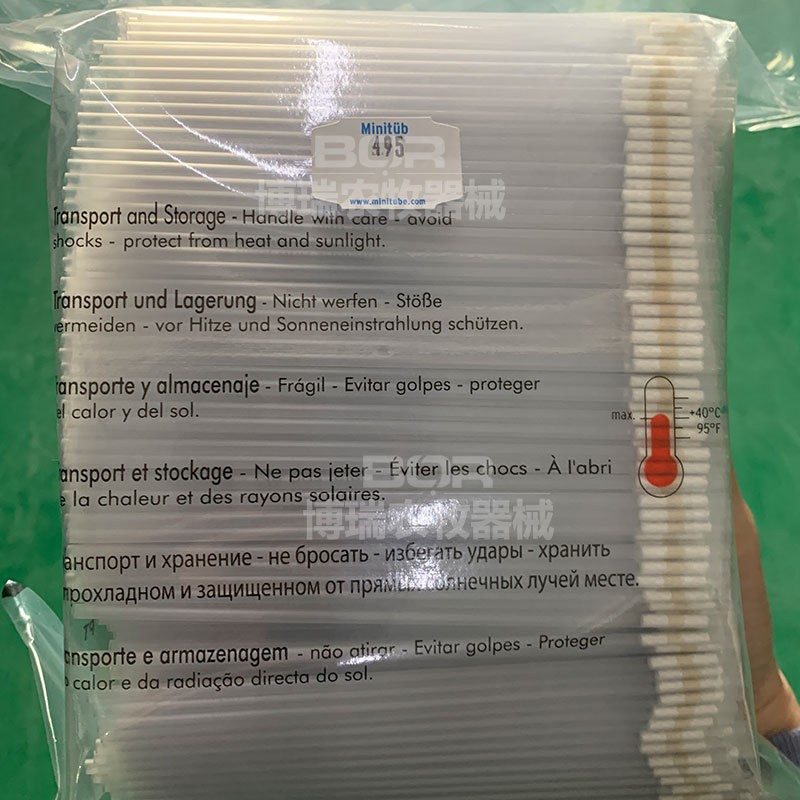 Minitüb
495
www.minitube.com
BOR
博瑞农牧器械
Transport and Storage - Handle with care - avoid
shocks - protect from heat and sunlight.
Transport und Lagerung - Nicht werfen - Stöße
vermeiden - vor Hitze und Sonneneinstrahlung schützen.
ansporte y almacenaje - Frágil - Evitar golpes - proteger
el calor y del sol.
max.
+40°C
95°F
ansport et stockage - Ne pas jeter - Éviter les chocs - À l'abri
e la chaleur et des rayons solaires.
BOR
博瑞农牧器械
анспорт и хранение - не бросать - избегать удары - хранить
прохладном и защищенном от прямых солнечных лучей месте.
ansporte e armazenagem - não atirar - Evitar golpes - Proteger
o calor e da radiação directa do sol.